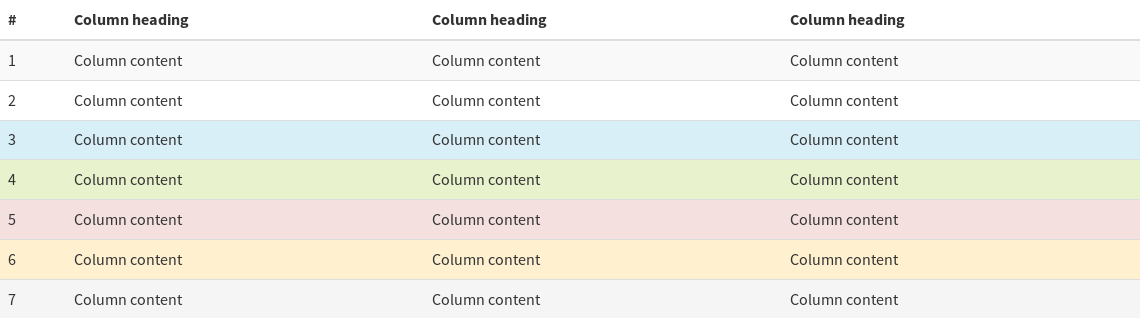 # Column heading Column heading Column heading
1 Column content Column content Column content
2 Column content Column content Column content
3 Column content Column content Column content
4 Column content Column content Column content
5 Column content Column content Column content
6 Column content Column content Column content
7 Column content Column content Column content